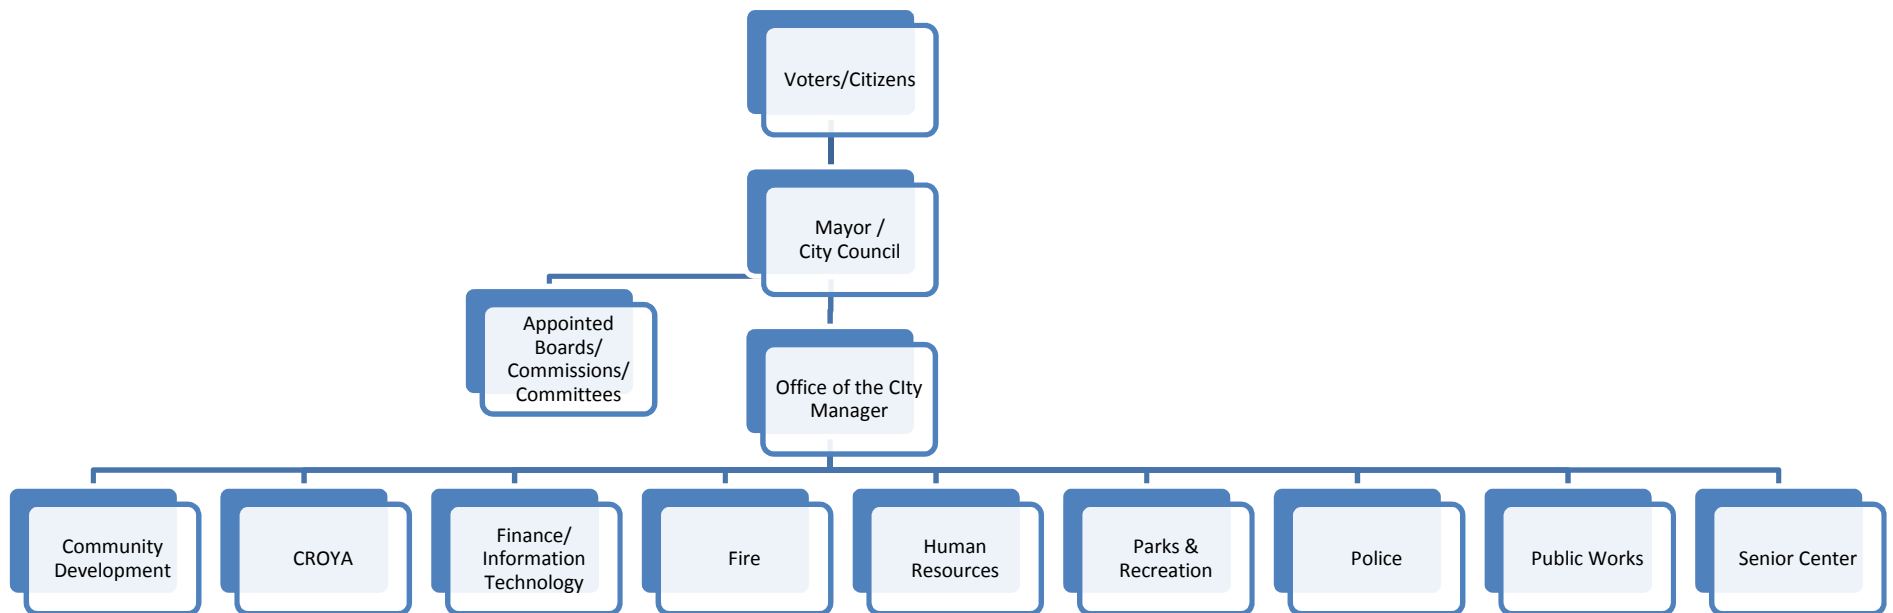 Voters/Citizens
Mayor /
City Council
Appointed
Boards/
Commissions/
Committees
Office of the CIty
Manager
Community
Development
CROYA
Finance/
Information
Technology
Fire
Human
Resources
Parks &
Recreation
Police
Public Works
Senior Center